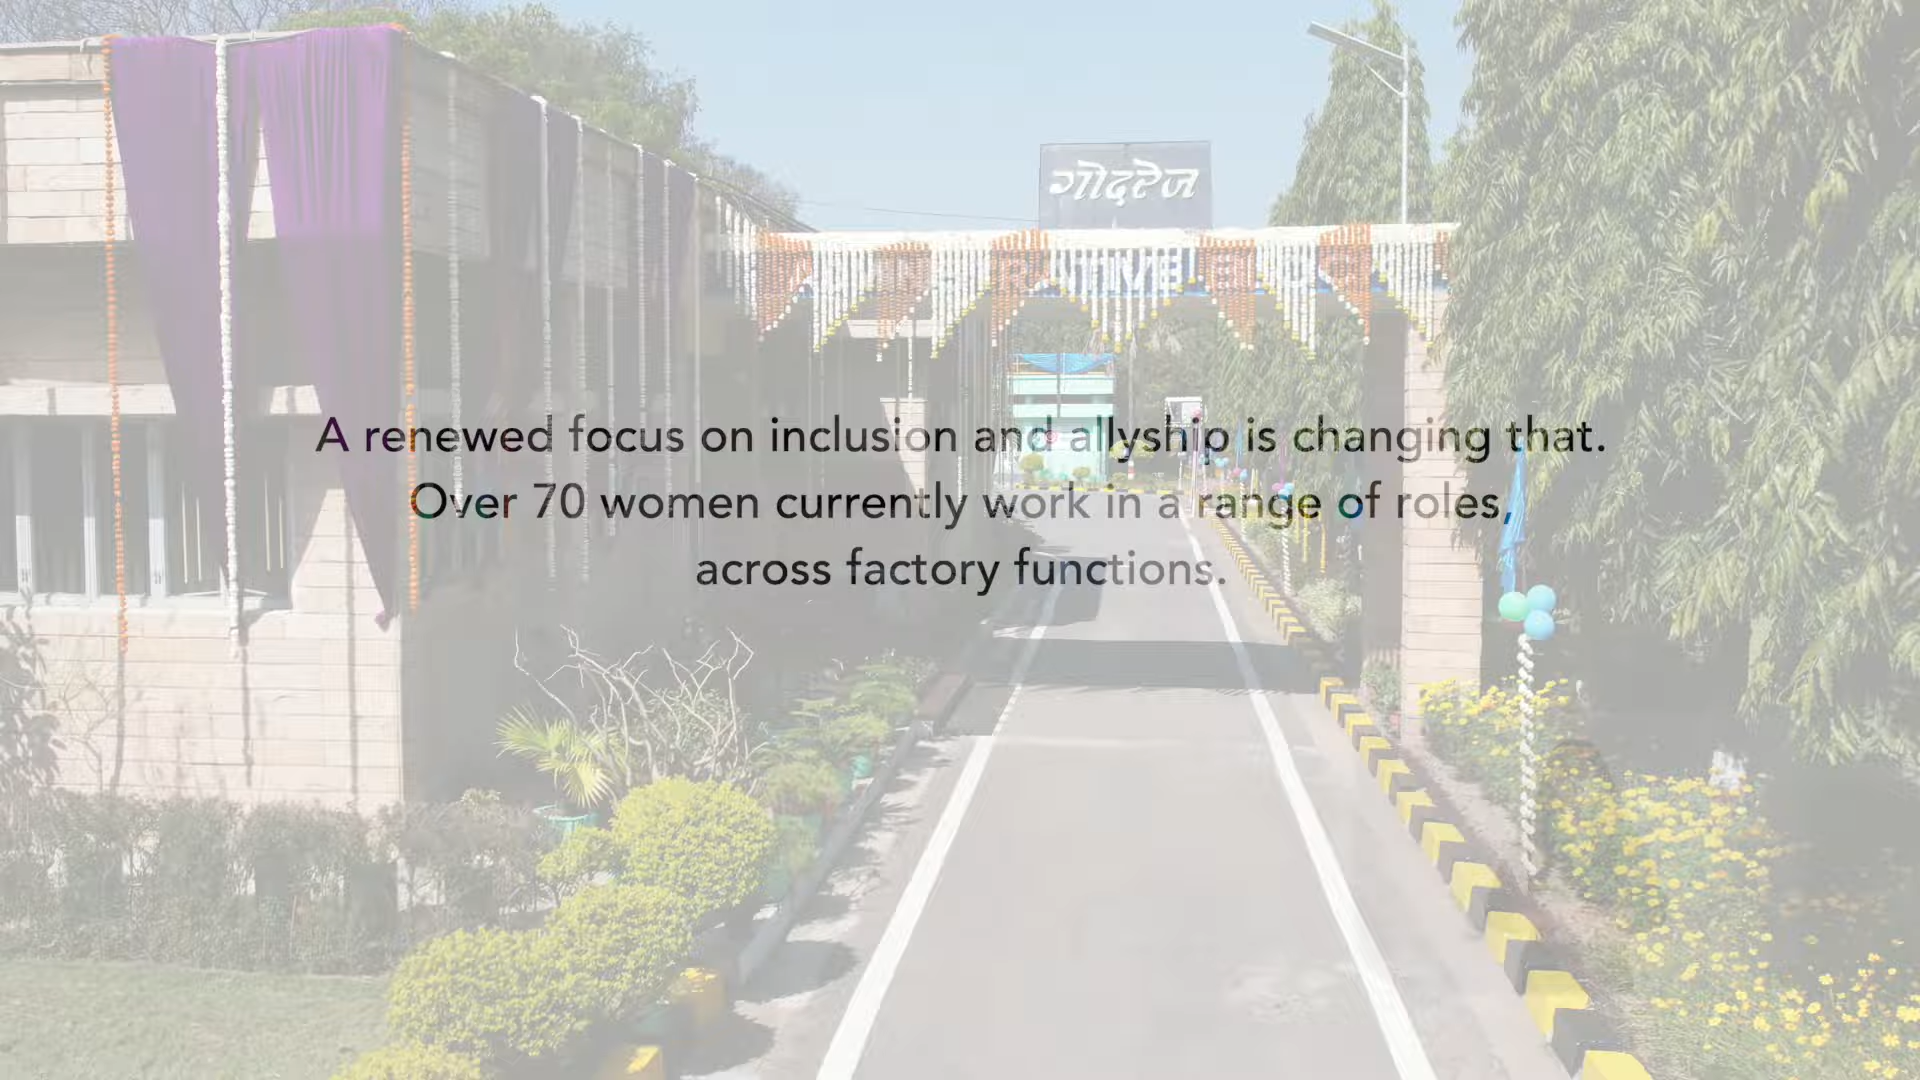 गोदरेज
A renewed focus on inclusion and allyship is changing that.
Over 70 women currently work in a range of roles,
across factory functions.